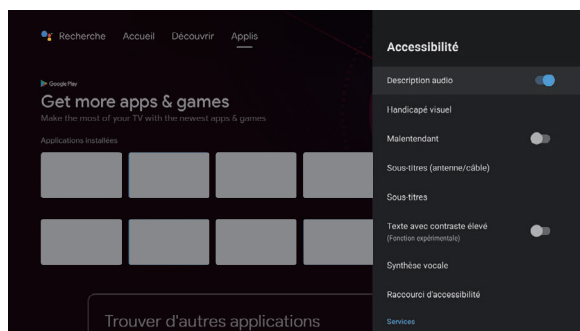 Recherche Accueil Découvrir Applis
Google Play
Get more apps & games
Make the most of your TV with the newest apps & games
Applications installées
Trouver d'autres applications
Accessibilité
Description audio
Handicapé visuel
Malentendant
Sous-titres (antenne/câble)
Sous-titres
Texte avec contraste élevé
(Fonction expérimentale)
Synthèse vocale
Raccourci d'accessibilité
Services